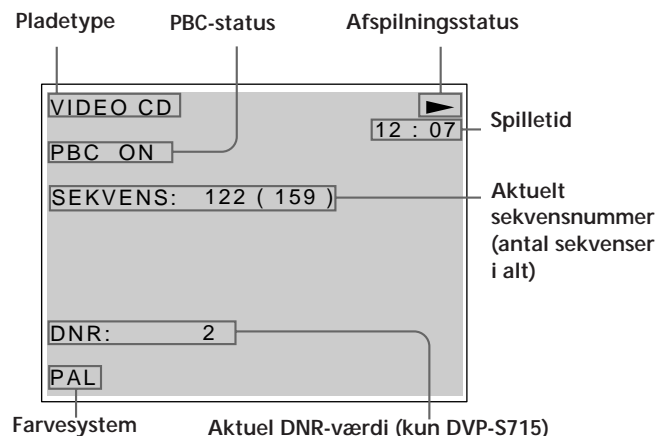 Pladetype PBC-status Afspilningsstatus
VIDEO CD
12 : 07
Spilletid
PBC ON
SEKVENS: 122 ( 159 )
Aktuelt
sekvensnummer
(antal sekvenser
i alt)
DNR: 2
PAL
Farvesystem Aktuel DNR-værdi (kun DVP-S715)